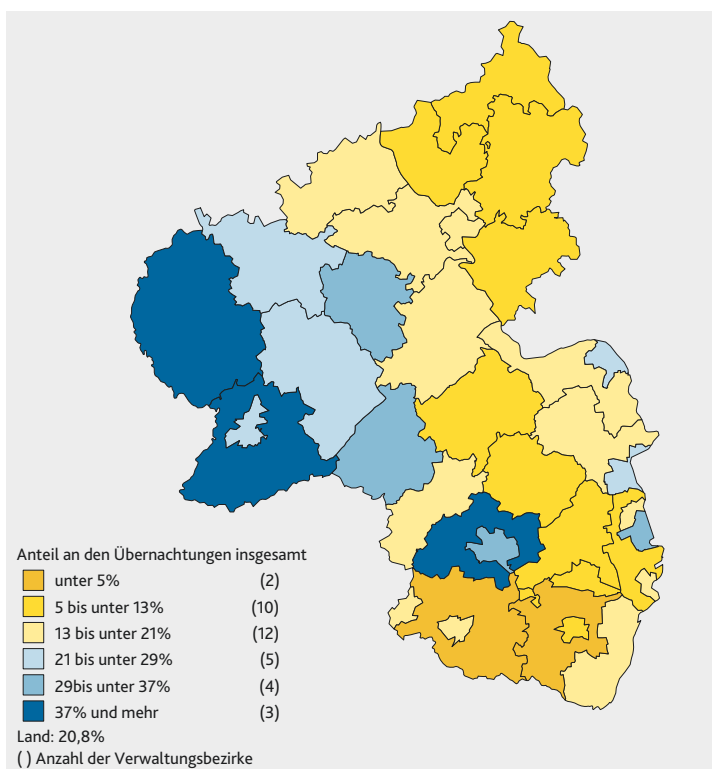 Anteil an den Übernachtungen insgesamt
unter 5% (2)
5 bis unter 13% (10)
13 bis unter 21% (12)
21 bis unter 29% (5)
29bis unter 37% (4)
37% und mehr (3)
Land: 20,8%
( ) Anzahl der Verwaltungsbezirke